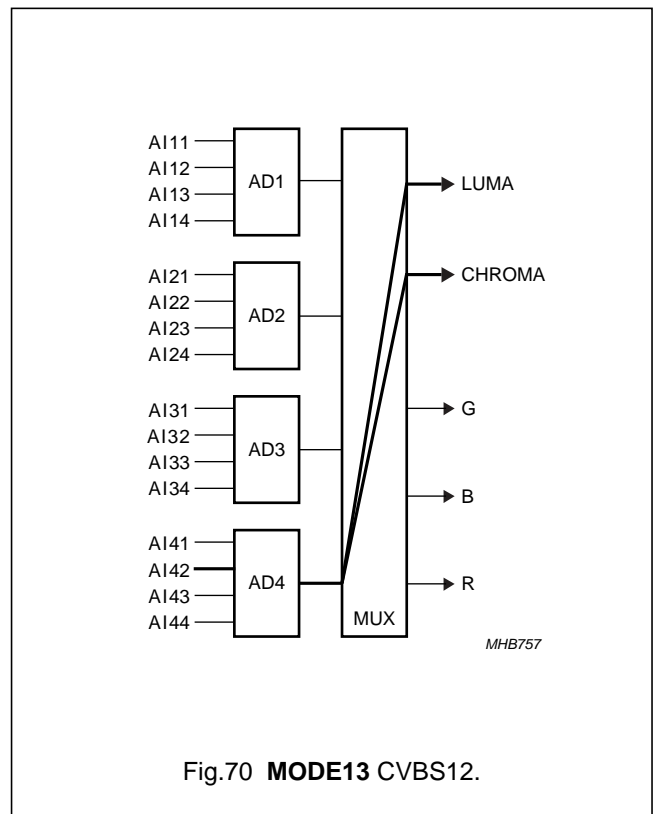 AI11
AI12
AI13
AI14
AD1
AI21
AI22
AI23
AI24
AD2
AI31
AI32
AI33
AI34
AD3
AI41
AI42
AI43
AI44
AD4
MUX
LUMA
CHROMA
G
B
R
MHB757
Fig.70 MODE13 CVBS12.